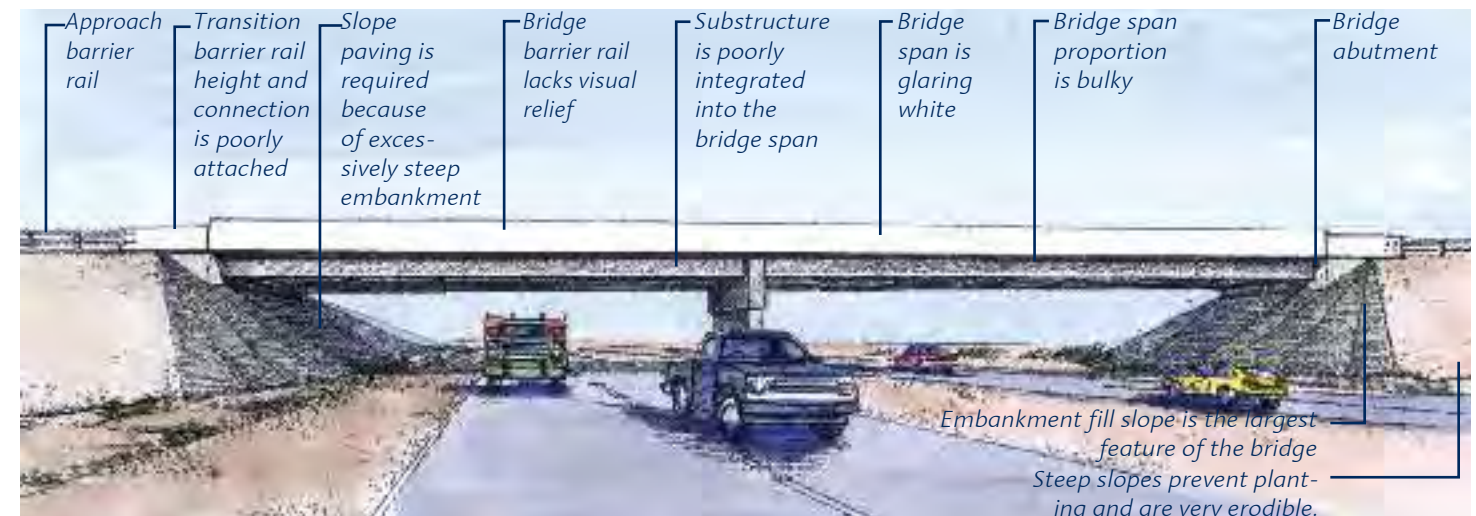 Approach
barrier
rail
Transition
barrier rail
height and
connection
is poorly
attached
Slope
paving is
required
because
of exces-
sively steep
embankment
Bridge
barrier rail
lacks visual
relief
Substructure
is poorly
integrated
into the
bridge span
Bridge
span is
glaring
white
Bridge span
proportion
is bulky
Bridge
abutment
Embankment fill slope is the largest
feature of the bridge
Steep slopes prevent plant-
ing and are very erodible.